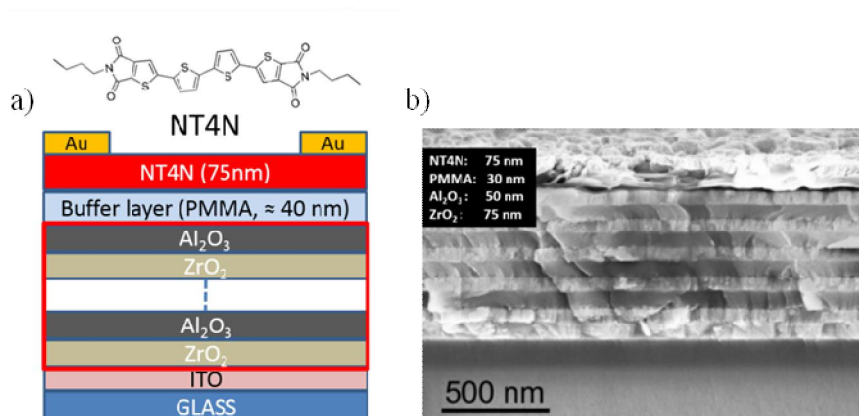 O
O
S
S
N
N
S
S
O
O
a)
NT4N
b)
Au
Au
NT4N (75nm)
Buffer layer (PMMA, ≈ 40 nm)
Al₂O₃
ZrO₂
Al₂O₃
ZrO₂
ITO
GLASS
NT4N: 75 nm
PMMA: 30 nm
Al₂O₃: 50 nm
ZrO₂: 75 nm
500 nm